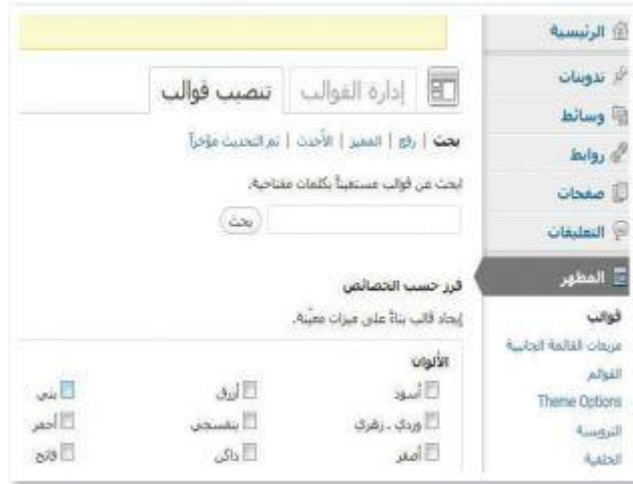 الرئيسية
تدوينات
وسائط
روابط
صفحات
التعليقات
المظهر
قوالب
مربعات القائمة الجانبية
القوائم
Theme Options
الترويسة
الخلفية
إدارة القوالب
تنصيب قوالب
بحث | رفع | المميز | الأحدث | تم التحديث مؤخراً
ابحث عن قوالب مستعيناً بكلمات مفتاحية.
بحث
فرز حسب الخصائص
إيجاد قالب بناءً على ميزات معيّنة.
الألوان
أسود أزرق بني
وردي ـ زهري بنفسجي أحمر
أصفر داكن فاتح